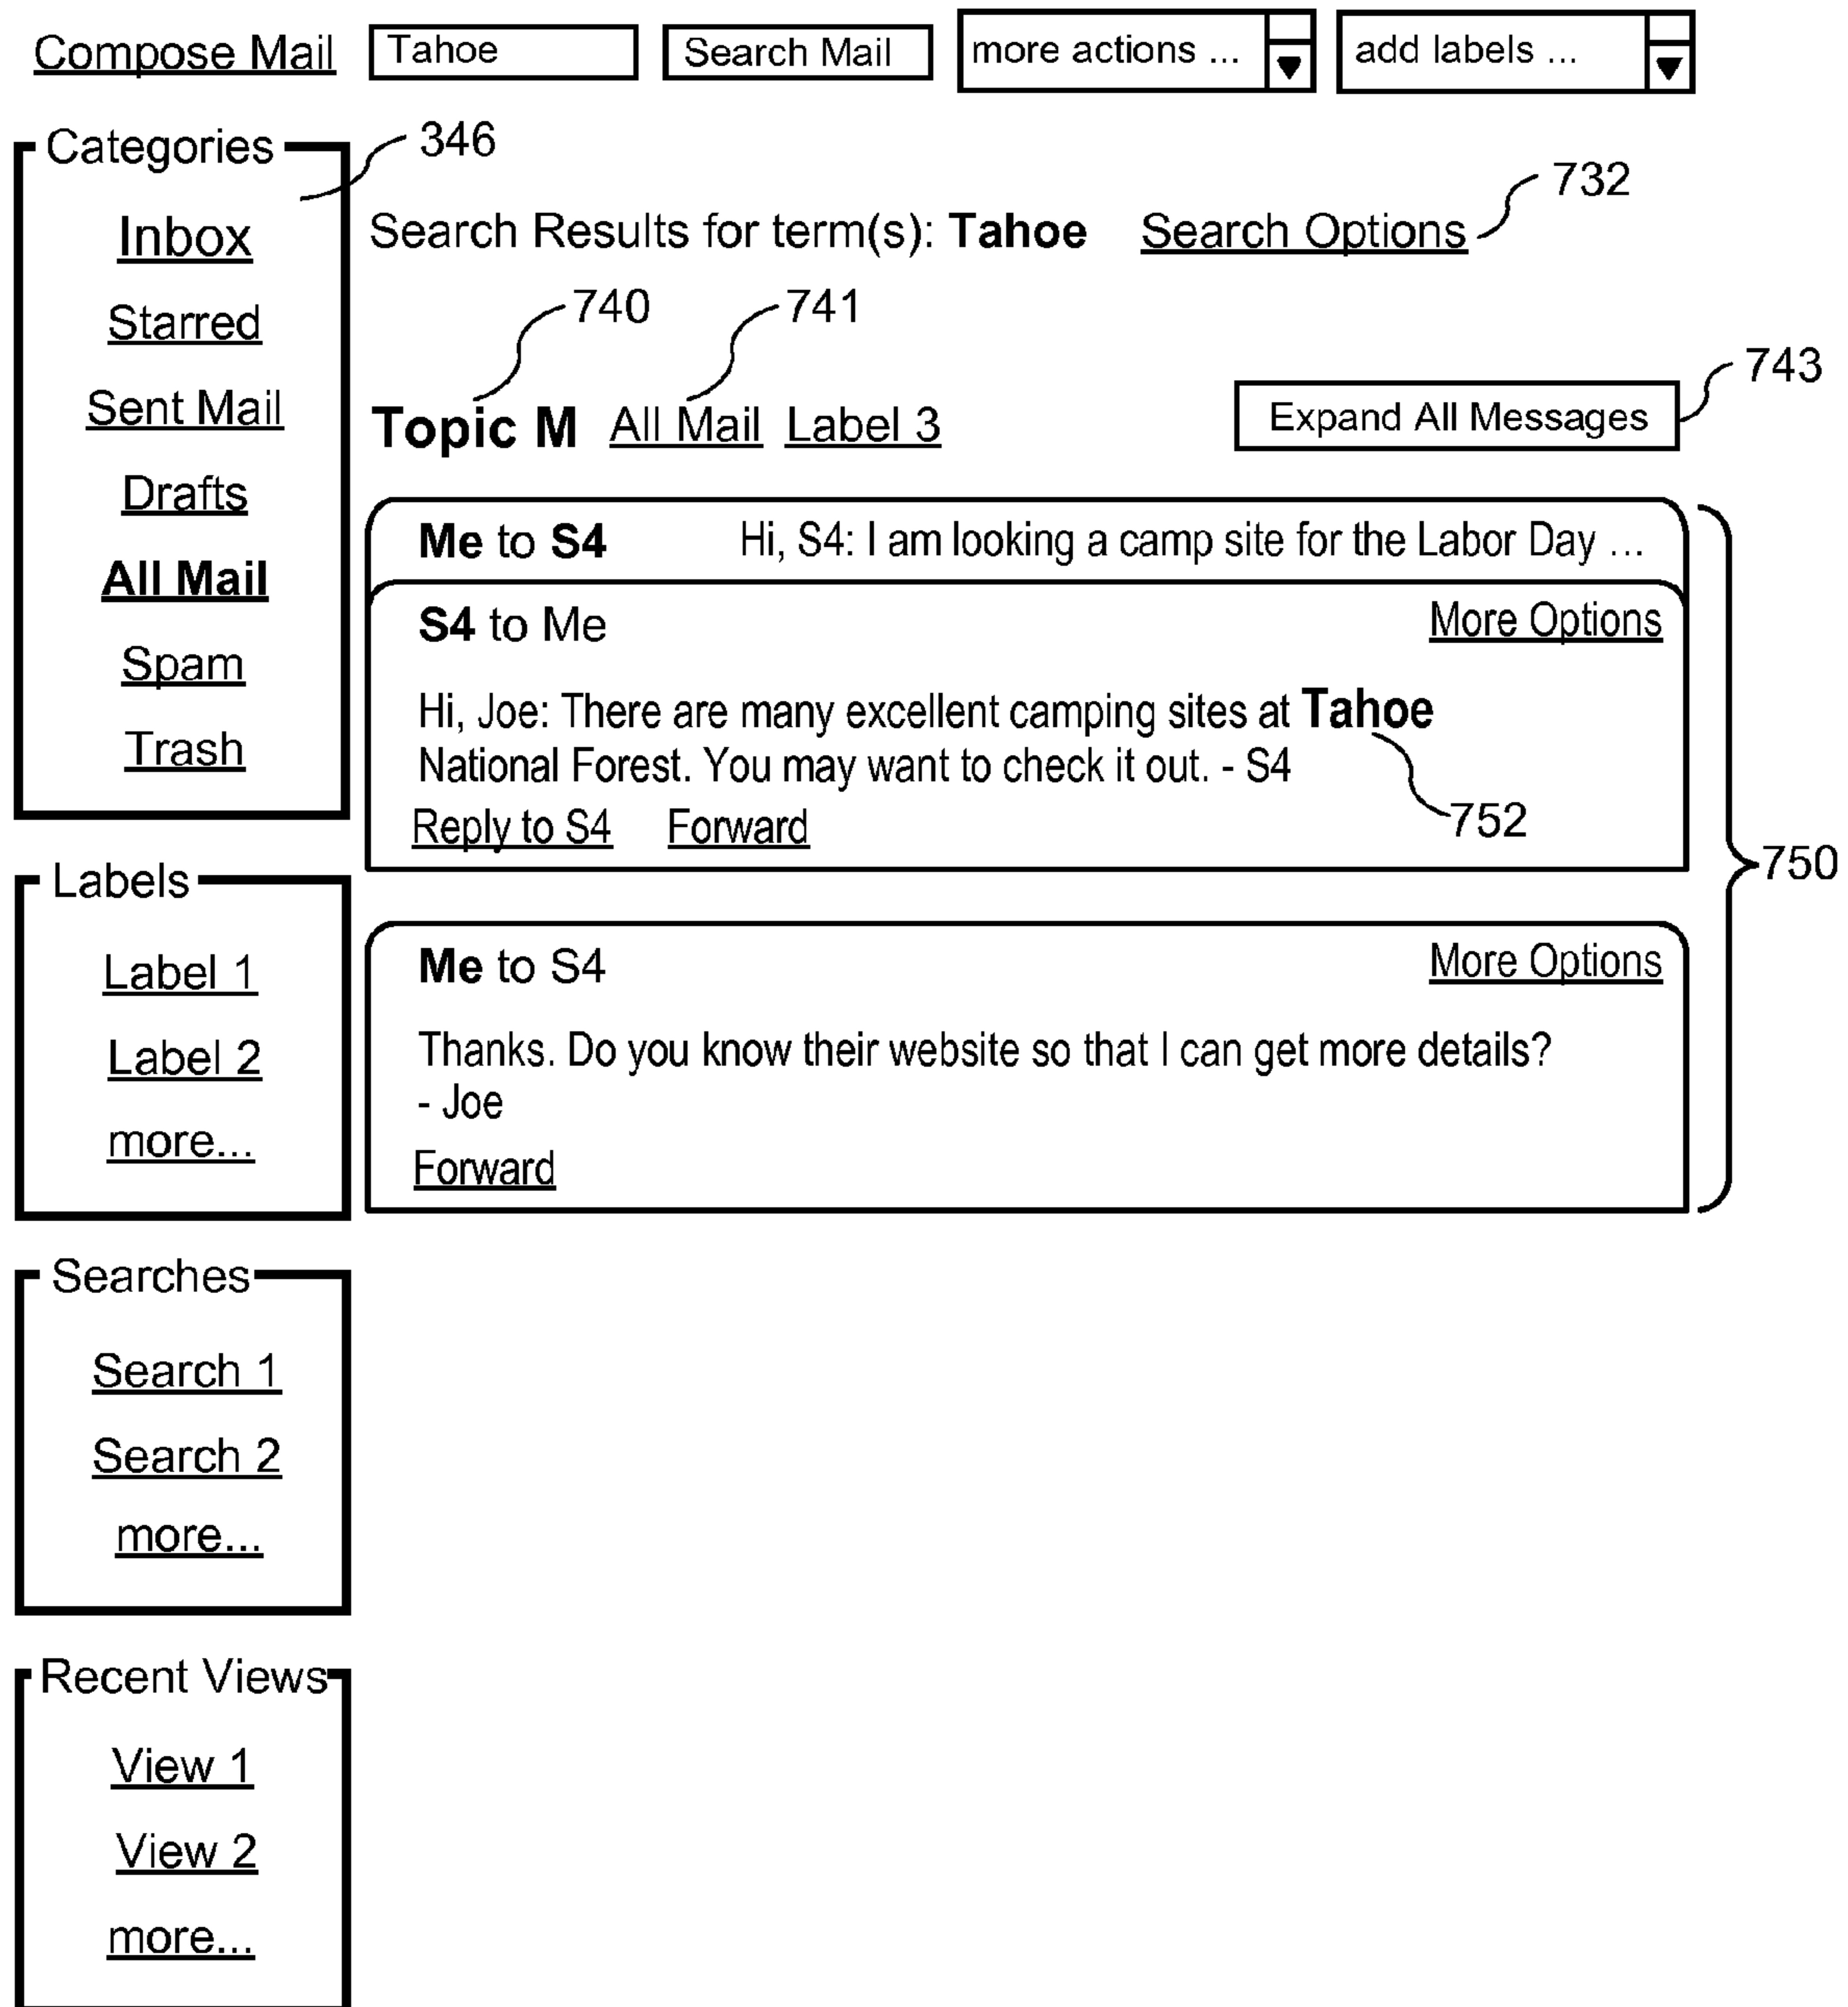 Compose Mail Tahoe Search Mail more actions ... add labels ...
Categories
346
Inbox
Starred
Sent Mail
Drafts
All Mail
Spam
Trash
Labels
Label 1
Label 2
more...
Searches
Search 1
Search 2
more...
Recent Views
View 1
View 2
more...
732
Search Results for term(s): Tahoe Search Options
740 741
743
Topic M All Mail Label 3 Expand All Messages
Me to S4 Hi, S4: I am looking a camp site for the Labor Day ...
S4 to Me More Options
Hi, Joe: There are many excellent camping sites at Tahoe
National Forest. You may want to check it out. - S4
752
Reply to S4 Forward
750
Me to S4 More Options
Thanks. Do you know their website so that I can get more details?
- Joe
Forward